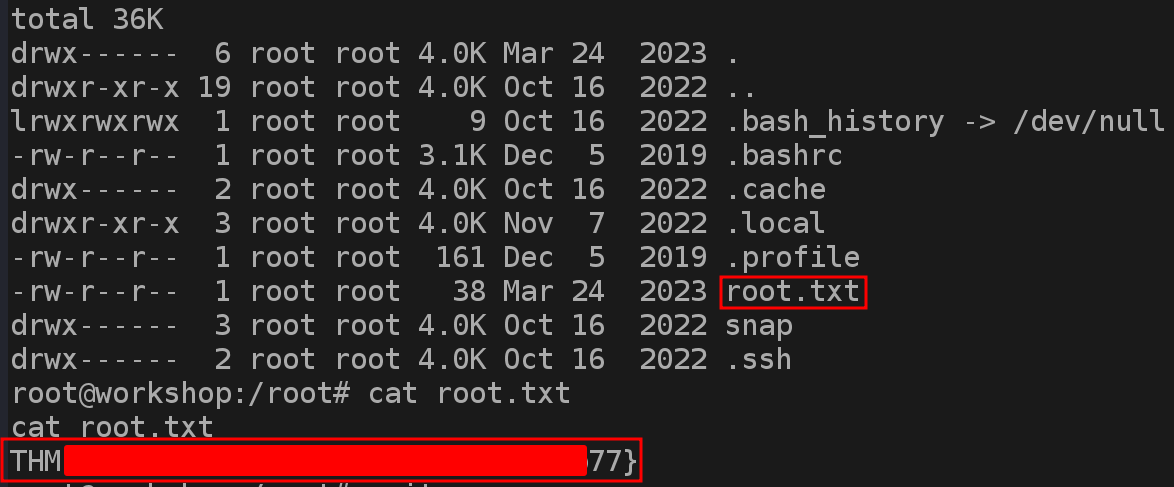 total 36K
drwx------  6 root root 4.0K Mar 24  2023 .
drwxr-xr-x 19 root root 4.0K Oct 16  2022 ..
lrwxrwxrwx  1 root root    9 Oct 16  2022 .bash_history -> /dev/null
-rw-r--r--  1 root root 3.1K Dec  5  2019 .bashrc
drwx------  2 root root 4.0K Oct 16  2022 .cache
drwxr-xr-x  3 root root 4.0K Nov  7  2022 .local
-rw-r--r--  1 root root  161 Dec  5  2019 .profile
-rw-r--r--  1 root root   38 Mar 24  2023 root.txt
drwx------  3 root root 4.0K Oct 16  2022 snap
drwx------  2 root root 4.0K Oct 16  2022 .ssh
root@workshop:/root# cat root.txt
cat root.txt
THM 77}